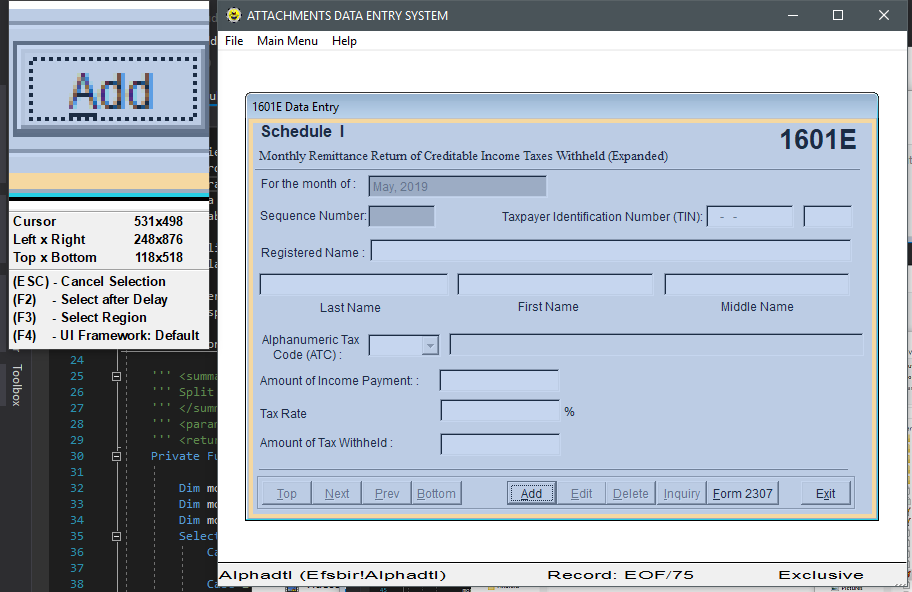 ATTACHMENTS DATA ENTRY SYSTEM
File Main Menu Help
Add
1601E Data Entry
Schedule I
1601E
Monthly Remittance Return of Creditable Income Taxes Withheld (Expanded)
For the month of : May, 2019
Sequence Number: Taxpayer Identification Number (TIN): - -
Registered Name :
Last Name First Name Middle Name
Alphanumeric Tax
Code (ATC) :
Amount of Income Payment: :
Tax Rate %
Amount of Tax Withheld :
Top Next Prev Bottom Add Edit Delete Inquiry Form 2307 Exit
Alphadtl (Efsbir!Alphadtl) Record: EOF/75 Exclusive
Cursor 531x498
Left x Right 248x876
Top x Bottom 118x518
(ESC) - Cancel Selection
(F2) - Select after Delay
(F3) - Select Region
(F4) - UI Framework: Default
Toolbox
24
25 ''' <summa
26 ''' Split
27 ''' </summ
28 ''' <param
29 ''' <retur
30 Private Fu
31
32 Dim mo
33 Dim mo
34 Dim mo
35 Select
36 Ca
37
38 Ca